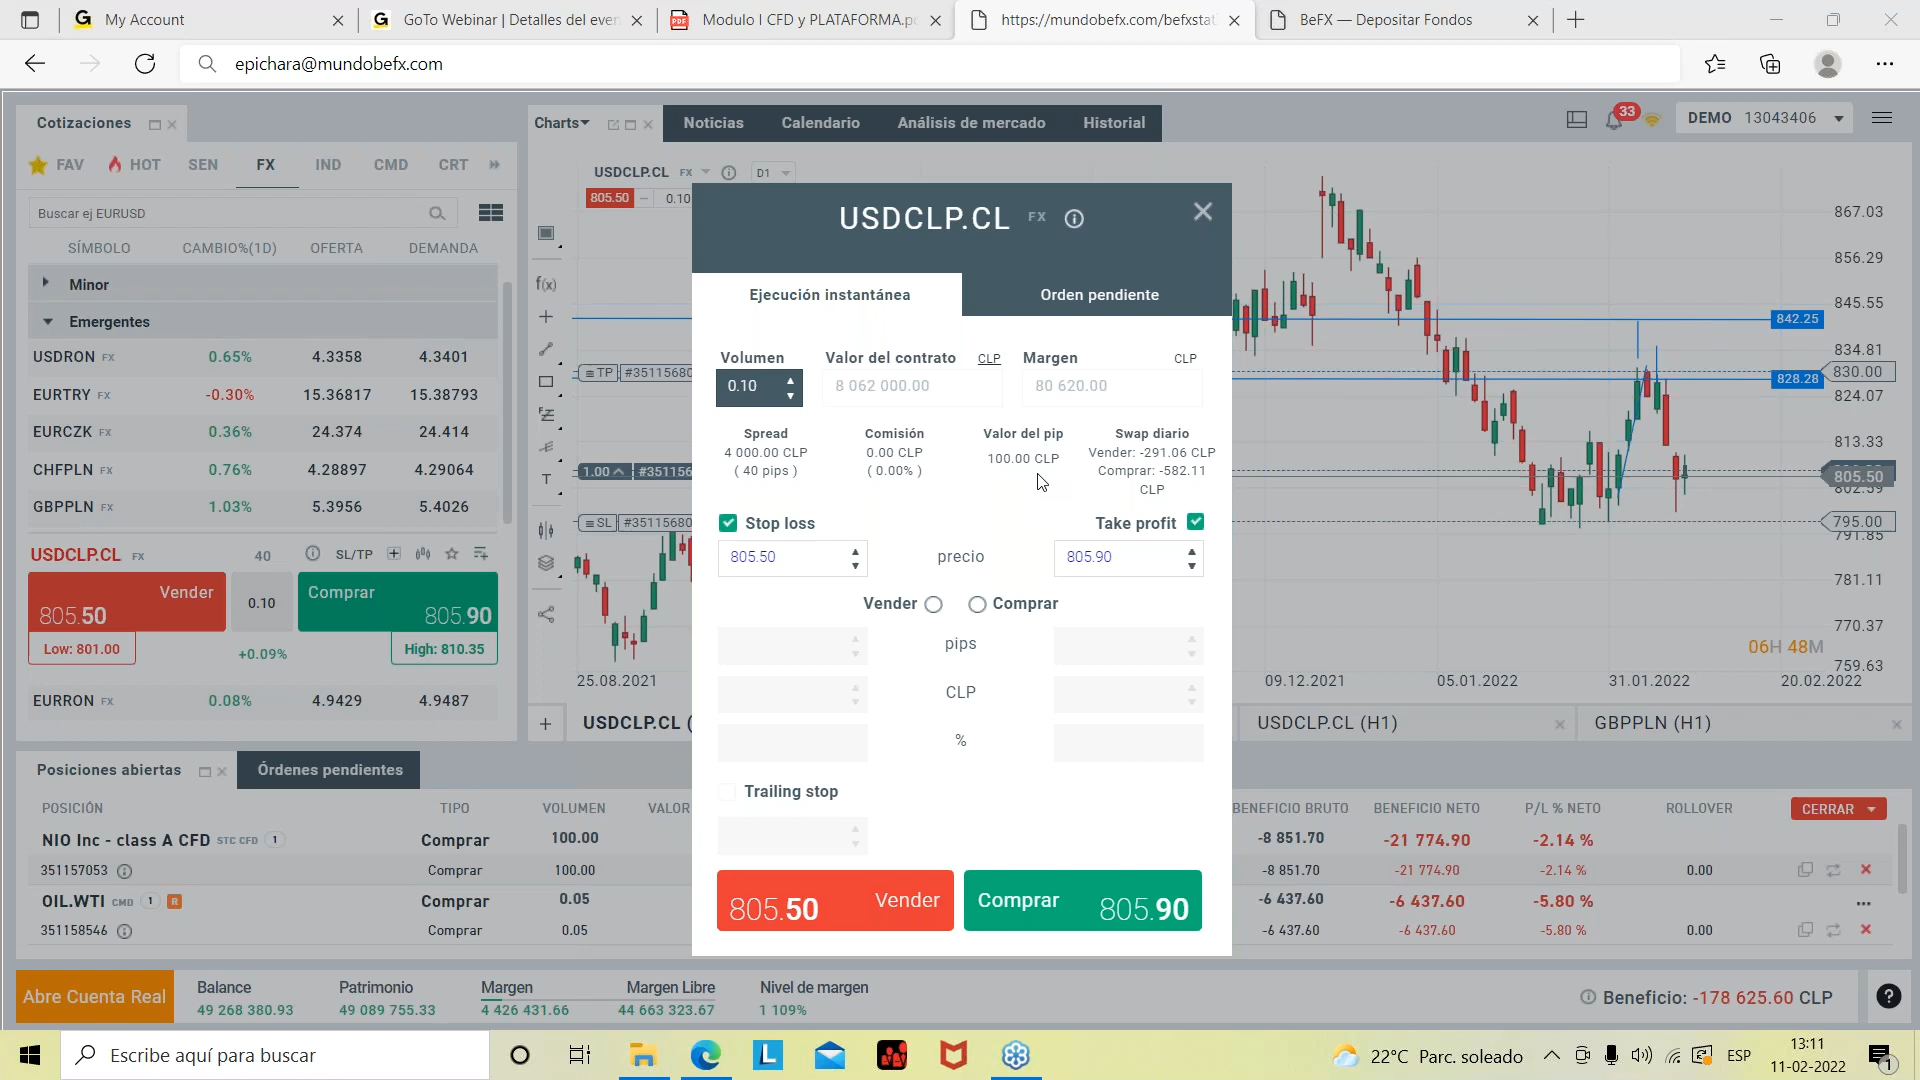 My Account
GoTo Webinar | Detalles del eve
Modulo I CFD y PLATAFORMA.p
https://mundobefx.com/befxstat
BeFX — Depositar Fondos
epichara@mundobefx.com
Cotizaciones
Charts
Noticias
Calendario
Análisis de mercado
Historial
33
DEMO 13043406
FAV HOT SEN FX IND CMD CRT
Buscar ej EURUSD
SÍMBOLO CAMBIO%(1D) OFERTA DEMANDA
Minor
Emergentes
USDRON FX 0.65% 4.3358 4.3401
EURTRY FX -0.30% 15.36817 15.38793
EURCZK FX 0.36% 24.374 24.414
CHFPLN FX 0.76% 4.28897 4.29064
GBPPLN FX 1.03% 5.3956 5.4026
USDCLP.CL FX 40 SL/TP
Vender 805.50
0.10
Comprar 805.90
Low: 801.00
+0.09%
High: 810.35
EURRON FX 0.08% 4.9429 4.9487
USDCLP.CL FX D1
805.50 0.10
f(x)
T
TP #3511568
1.00 #351156
SL #3511568
25.08.2021
USDCLP.CL (
USDCLP.CL FX
Ejecución instantánea
Orden pendiente
Volumen Valor del contrato CLP Margen CLP
0.10 8 062 000.00 80 620.00
Spread Comisión Valor del pip Swap diario
4 000.00 CLP 0.00 CLP 100.00 CLP Vender: -291.06 CLP
( 40 pips ) ( 0.00% ) Comprar: -582.11
CLP
Stop loss
Take profit
805.50 precio 805.90
Vender Comprar
pips
CLP
%
Trailing stop
805.50 Vender
Comprar 805.90
867.03
856.29
845.55
842.25
834.81
830.00
828.28
824.07
813.33
805.50
802.59
795.00
791.85
781.11
770.37
759.63
06H 48M
09.12.2021 05.01.2022 31.01.2022 20.02.2022
USDCLP.CL (H1)
GBPPLN (H1)
Posiciones abiertas
Órdenes pendientes
POSICIÓN TIPO VOLUMEN VALOR BENEFICIO BRUTO BENEFICIO NETO P/L % NETO ROLLOVER CERRAR
NIO Inc - class A CFD STC CFD 1 Comprar 100.00 -8 851.70 -21 774.90 -2.14 %
351157053 Comprar 100.00 -8 851.70 -21 774.90 -2.14 % 0.00
OIL.WTI CMD 1 R Comprar 0.05 -6 437.60 -6 437.60 -5.80 %
351158546 Comprar 0.05 -6 437.60 -6 437.60 -5.80 % 0.00
Abre Cuenta Real
Balance Patrimonio Margen Margen Libre Nivel de margen
49 268 380.93 49 089 755.33 4 426 431.66 44 663 323.67 1 109%
Beneficio: -178 625.60 CLP
Escribe aquí para buscar
22°C Parc. soleado
ESP
13:11
11-02-2022
1